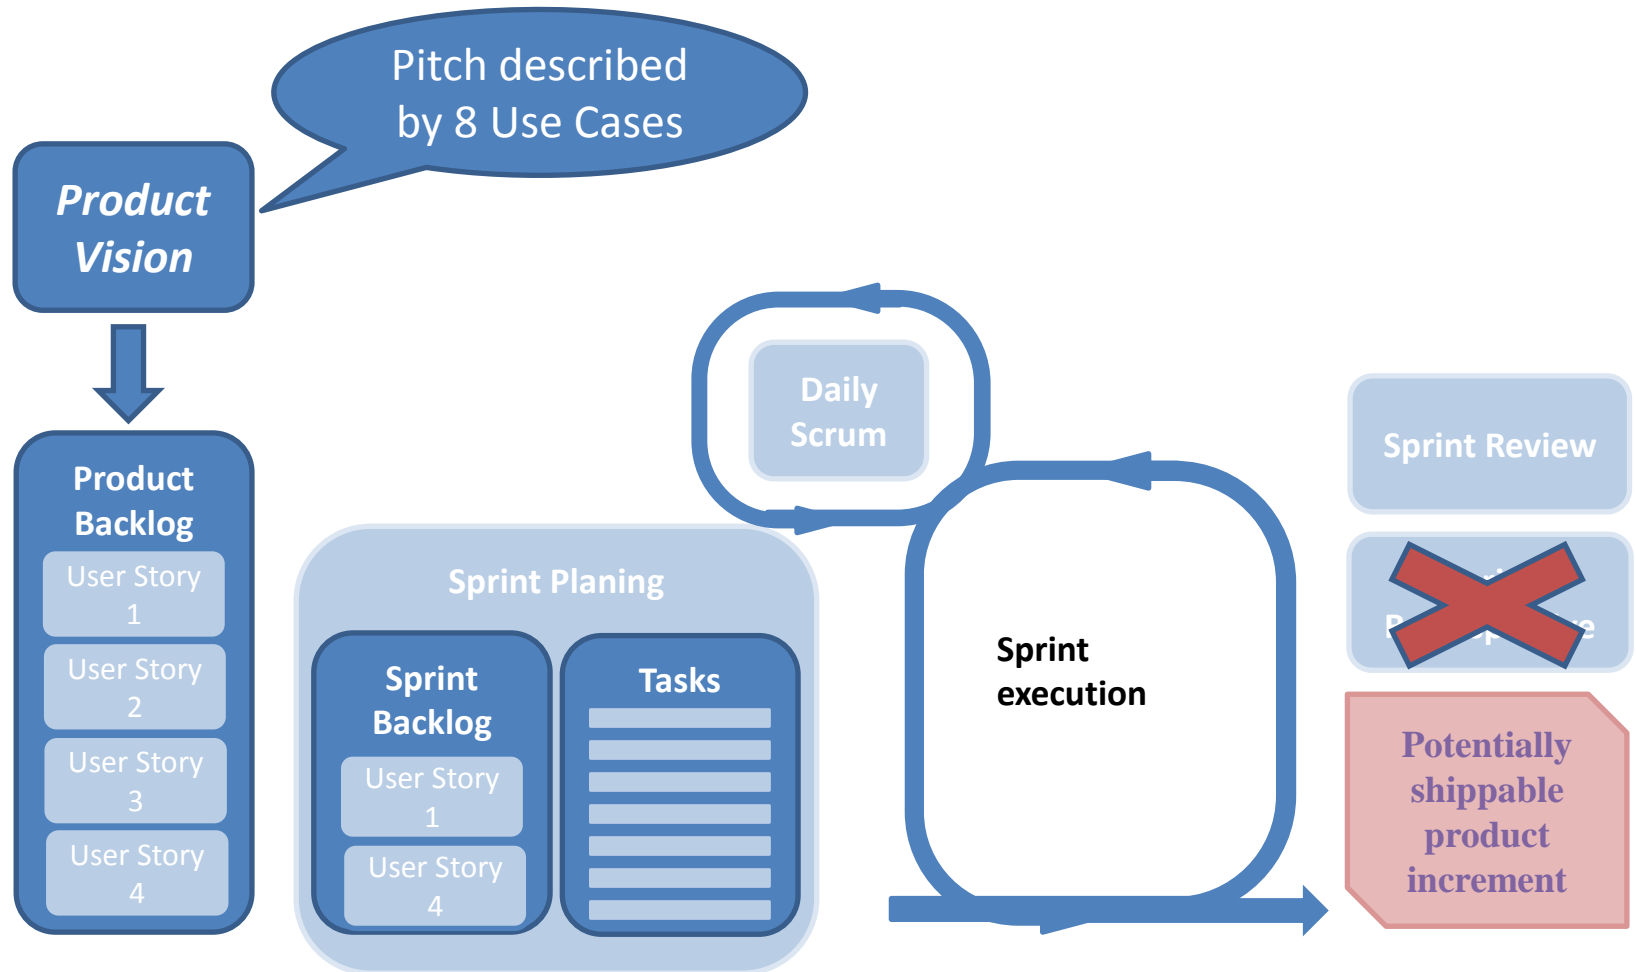 Pitch described
by 8 Use Cases
Product
Vision
Product
Backlog
User Story
1
User Story
2
User Story
3
User Story
4
Sprint Planing
Sprint
Backlog
User Story
1
User Story
4
Tasks
Daily
Scrum
Sprint
execution
Sprint Review
Potentially
shippable
product
increment